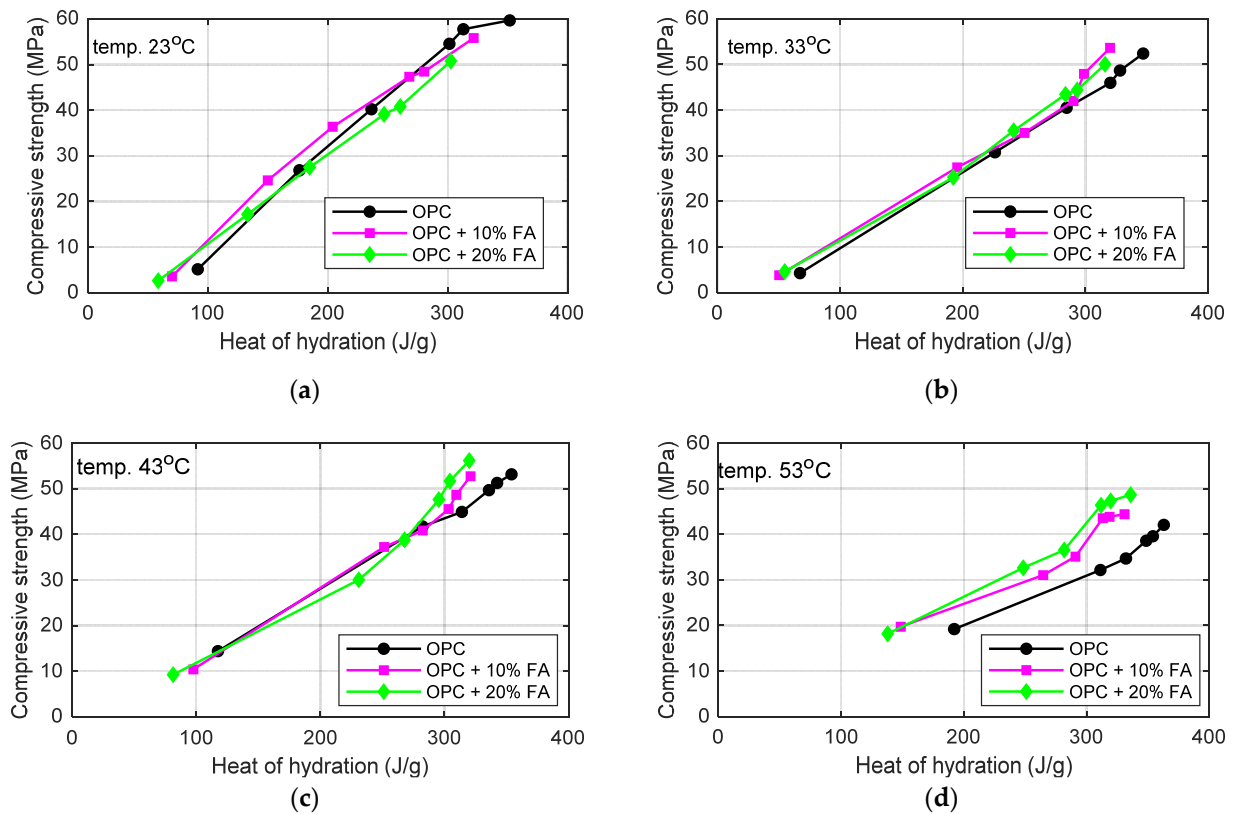 temp. 23°C
Compressive strength (MPa)
60
50
40
30
20
10
0
0 100 200 300 400
Heat of hydration (J/g)
OPC
OPC + 10% FA
OPC + 20% FA
(a)
temp. 33°C
Compressive strength (MPa)
60
50
40
30
20
10
0
0 100 200 300 400
Heat of hydration (J/g)
OPC
OPC + 10% FA
OPC + 20% FA
(b)
temp. 43°C
Compressive strength (MPa)
60
50
40
30
20
10
0
0 100 200 300 400
Heat of hydration (J/g)
OPC
OPC + 10% FA
OPC + 20% FA
(c)
temp. 53°C
Compressive strength (MPa)
60
50
40
30
20
10
0
0 100 200 300 400
Heat of hydration (J/g)
OPC
OPC + 10% FA
OPC + 20% FA
(d)